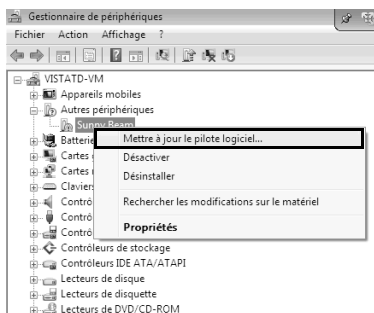 Gestionnaire de périphériques
Fichier Action Affichage ?
VISTATD-VM
Appareils mobiles
Autres périphériques
Sunny Beam
Mettre à jour le pilote logiciel...
Batterie
Désactiver
Cartes
Désinstaller
Cartes
Claviers
Rechercher les modifications sur le matériel
Contrô
Contrô
Propriétés
Contrô
Contrôleurs de stockage
Contrôleurs IDE ATA/ATAPI
Lecteurs de disque
Lecteurs de disquette
Lecteurs de DVD/CD-ROM